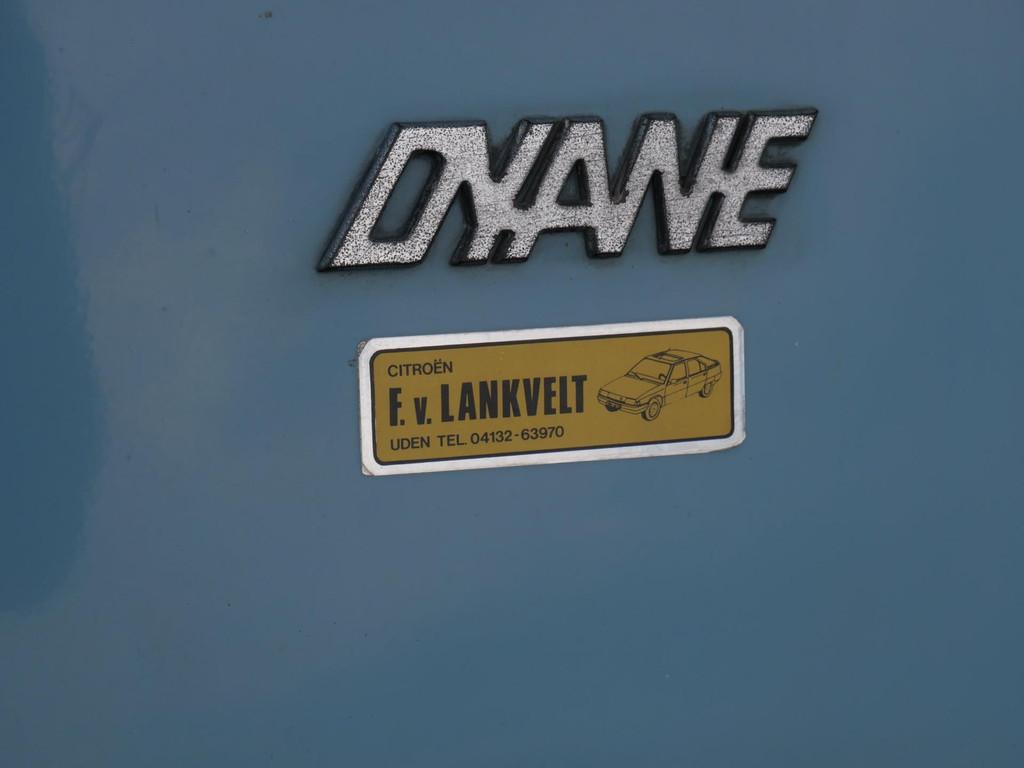 DYANE
CITROËN
F. v. LANKVELT
UDEN TEL. 04132-63970